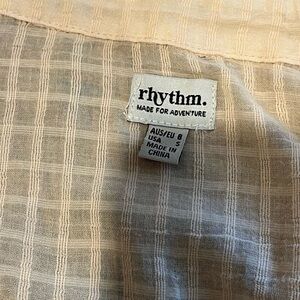 rhythm.
MADE FOR ADVENTURE
AUS/EU 8
USA S
MADE IN
CHINA